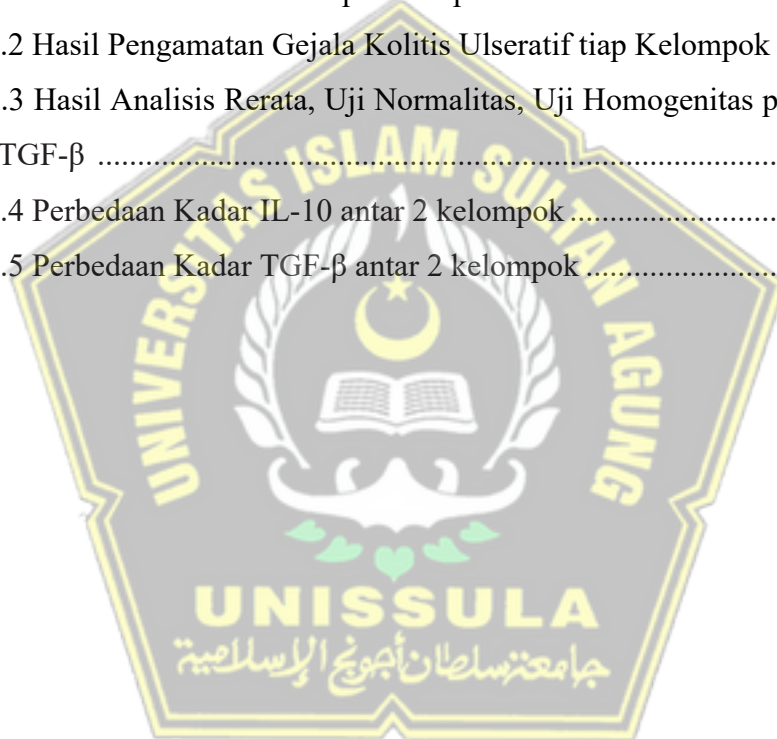 .2 Hasil Pengamatan Gejala Kolitis Ulseratif tiap Kelompok
.3 Hasil Analisis Rerata, Uji Normalitas, Uji Homogenitas p
TGF-β ........................................................................................
.4 Perbedaan Kadar IL-10 antar 2 kelompok .........................
.5 Perbedaan Kadar TGF-β antar 2 kelompok .......................
UNIVERSITAS ISLAM SULTAN AGUNG
UNISSULA
جامعتسلطان أجونج الإسلامية